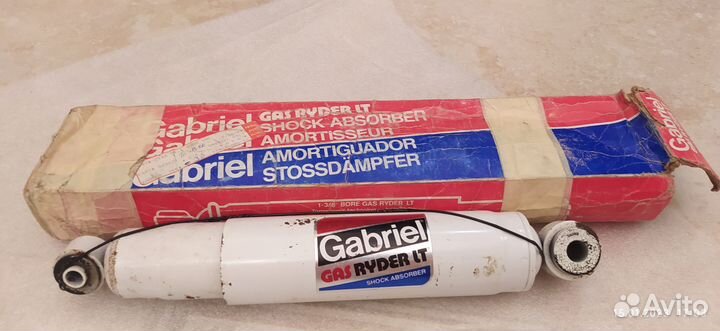 Gabriel GAS RYDER LT
SHOCK ABSORBER
AMORTISSEUR
Gabriel AMORTIGUADOR
STOSSDÄMPFER
Gabriel
1-3/8" BORE GAS RYDER LT
Gabriel
GAS RYDER LT
SHOCK ABSORBER
Avito